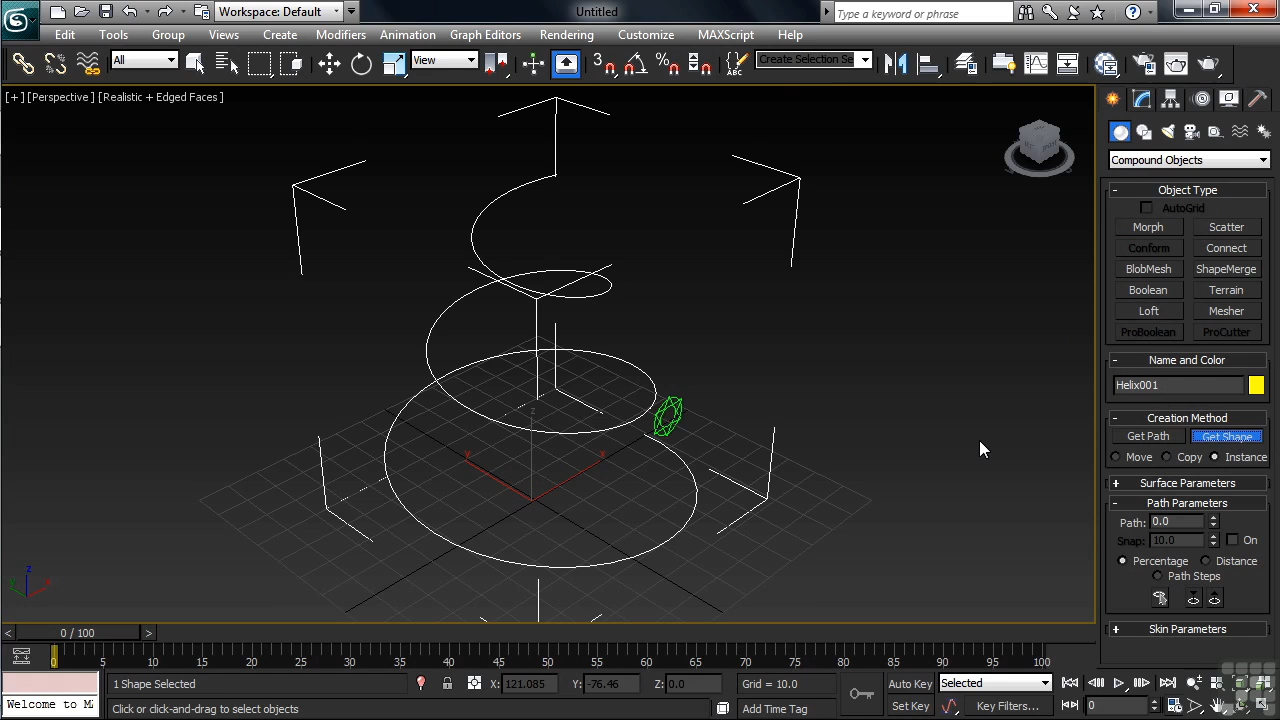 Workspace: Default
Untitled
Type a keyword or phrase
Edit Tools Group Views Create Modifiers Animation Graph Editors Rendering Customize MAXScript Help
All
View
3
Create Selection Se
[+] [Perspective] [Realistic + Edged Faces]
Compound Objects
Object Type
AutoGrid
Morph Scatter
Conform Connect
BlobMesh ShapeMerge
Boolean Terrain
Loft Mesher
ProBoolean ProCutter
Name and Color
Helix001
Creation Method
Get Path Get Shape
Move Copy Instance
Surface Parameters
Path Parameters
Path: 0.0
Snap: 10.0 On
Percentage Distance
Path Steps
Skin Parameters
z
y x
z
y x
< 0 / 100 >
0 5 10 15 20 25 30 35 40 45 50 55 60 65 70 75 80 85 90 95 100
1 Shape Selected X: 121.085 Y: -76.46 Z: 0.0 Grid = 10.0 Auto Key Selected
Welcome to M Click or click-and-drag to select objects Add Time Tag Set Key Key Filters... 0